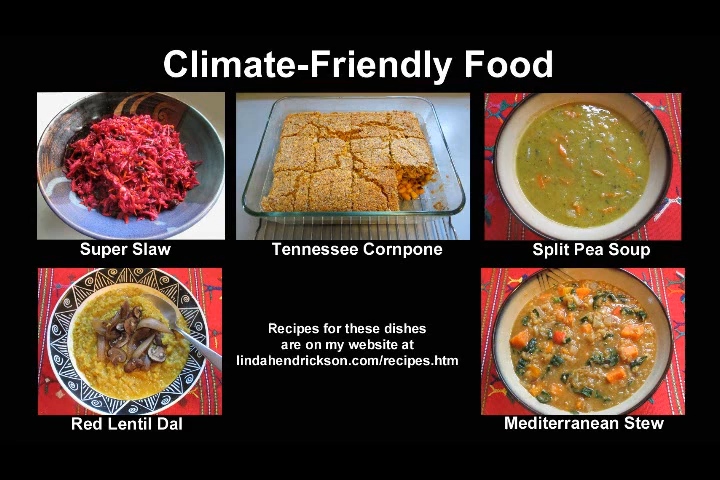 Climate-Friendly Food
Super Slaw
Tennessee Cornpone
Split Pea Soup
Recipes for these dishes
are on my website at
lindahendrickson.com/recipes.htm
Red Lentil Dal
Mediterranean Stew